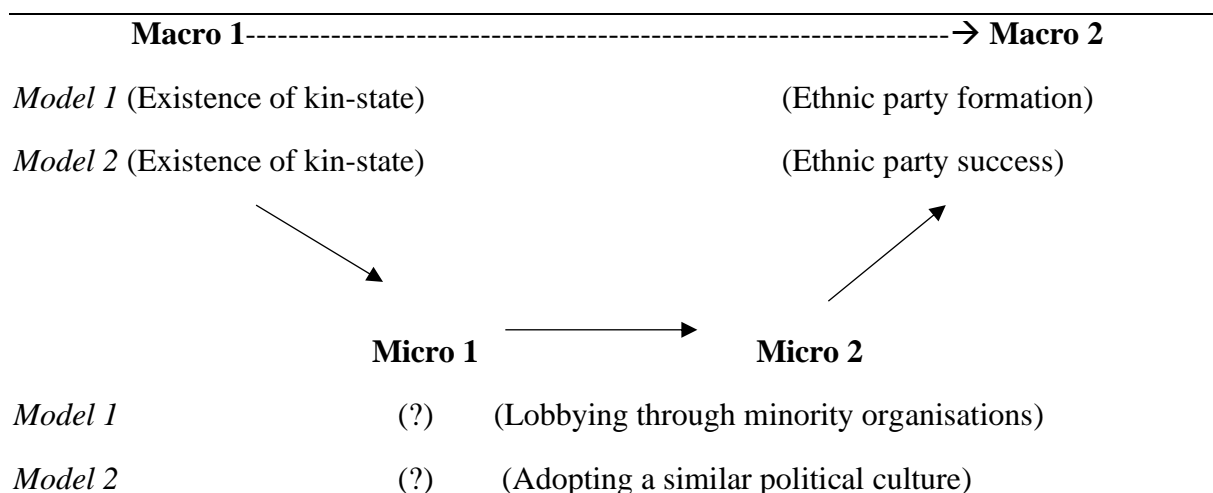 Macro 1------------------------------------------------------------------→ Macro 2
Model 1 (Existence of kin-state) (Ethnic party formation)
Model 2 (Existence of kin-state) (Ethnic party success)
Micro 1 Micro 2
Model 1 (?) (Lobbying through minority organisations)
Model 2 (?) (Adopting a similar political culture)